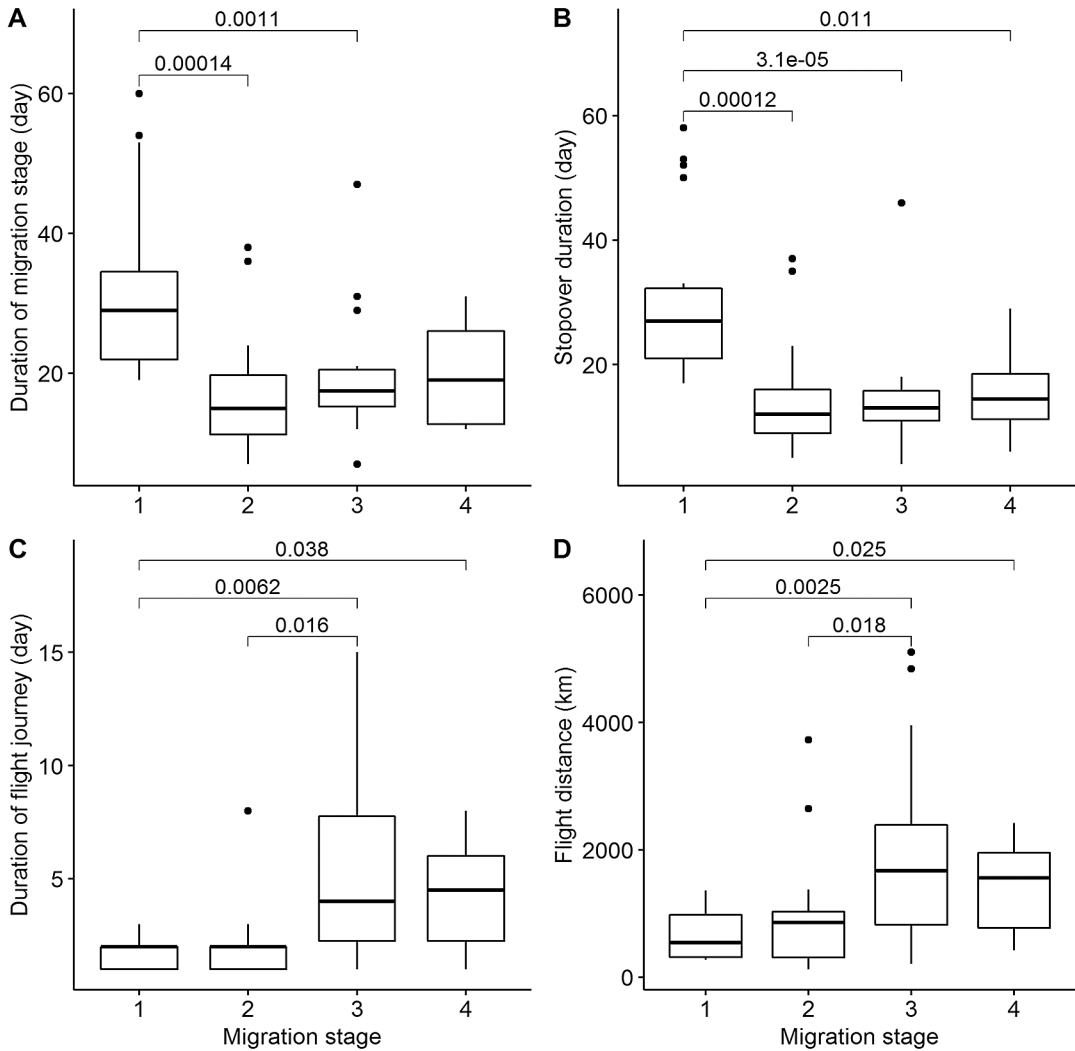 A
0.0011
0.00014
Duration of migration stage (day)
60
40
20
1 2 3 4
B
0.011
3.1e-05
0.00012
Stopover duration (day)
60
40
20
1 2 3 4
C
0.038
0.0062
0.016
Duration of flight journey (day)
15
10
5
1 2 3 4
Migration stage
D
0.025
0.0025
0.018
Flight distance (km)
6000
4000
2000
0
1 2 3 4
Migration stage